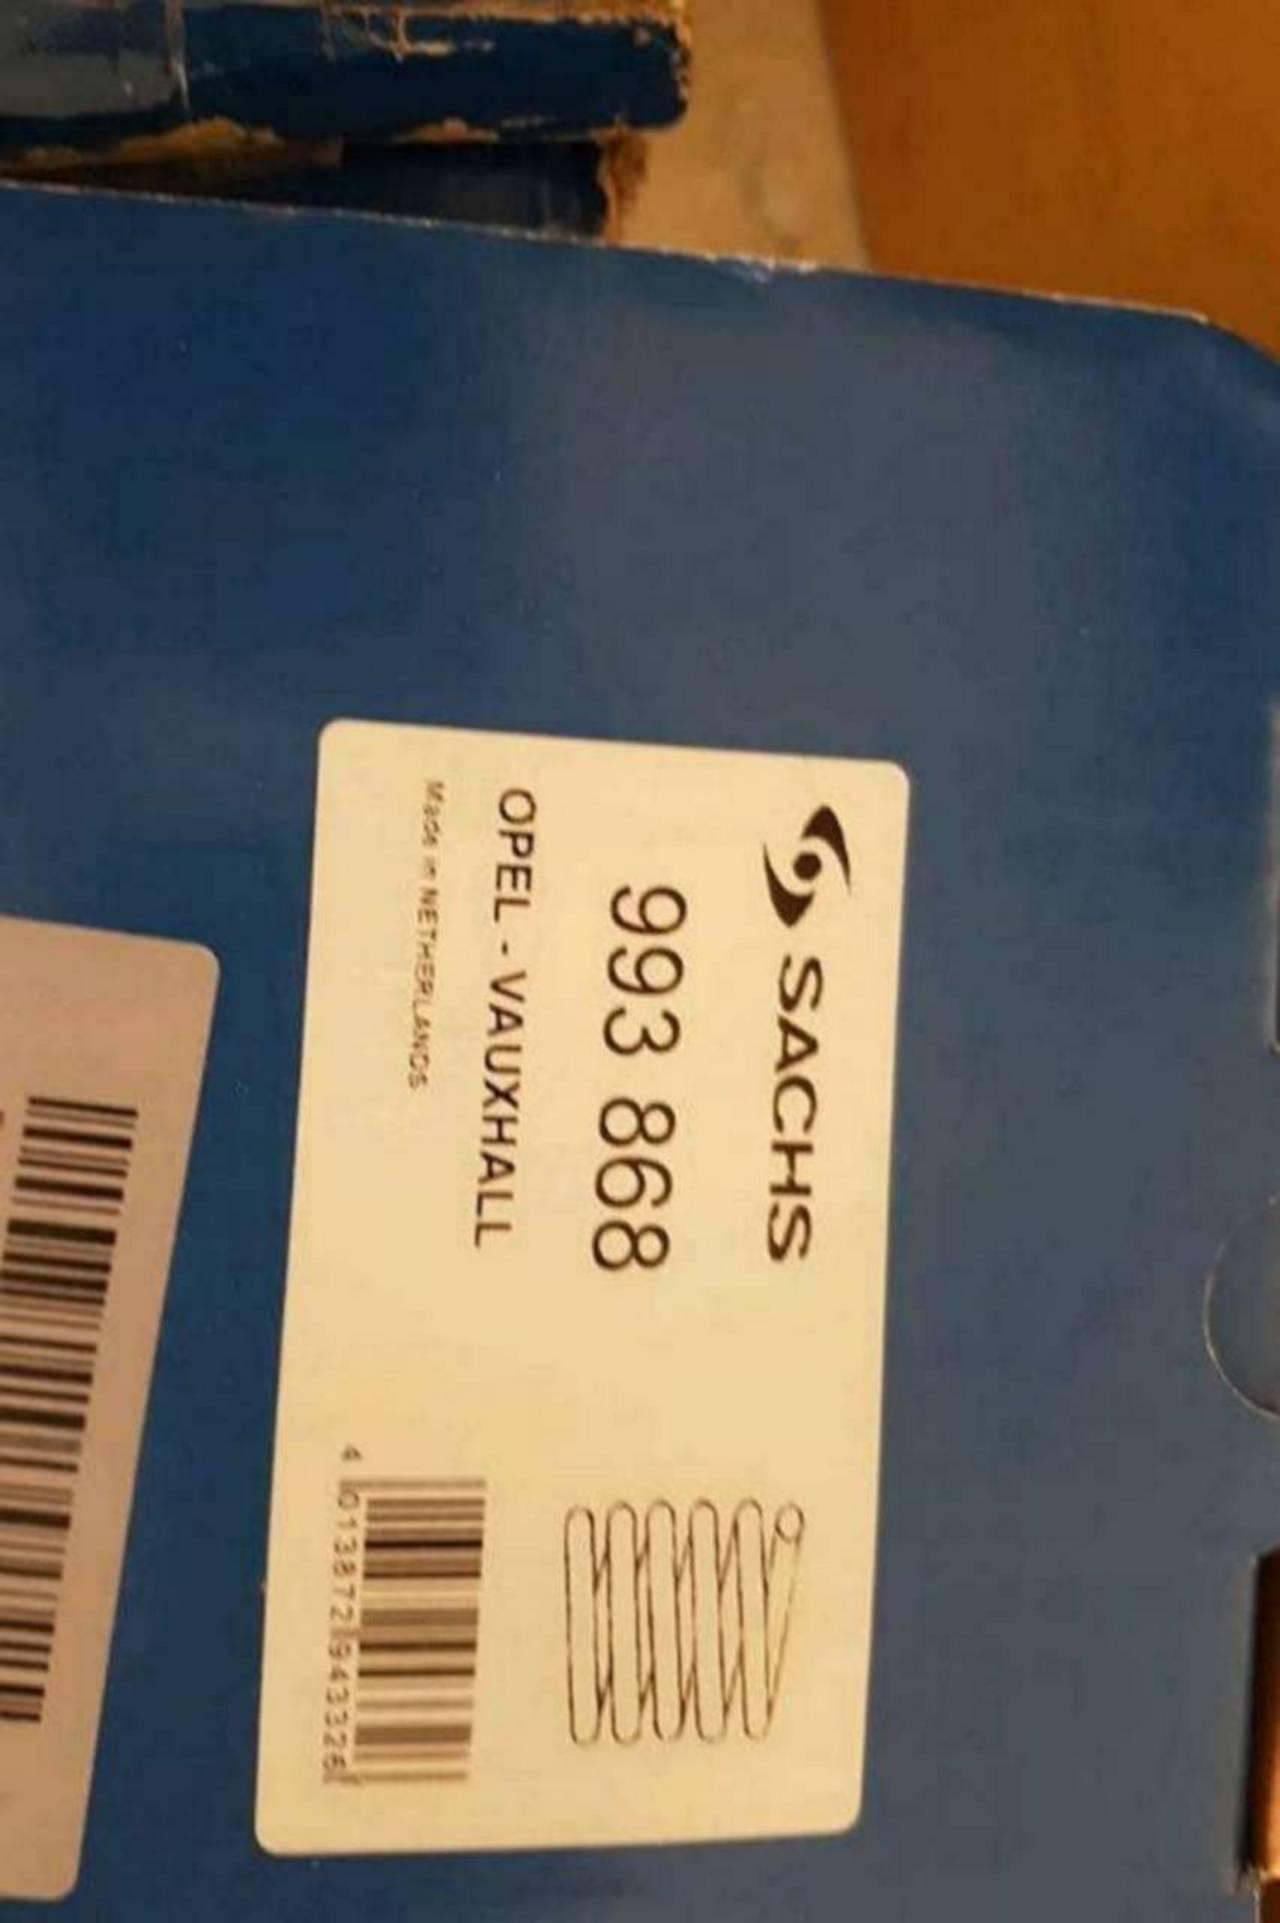 SACHS
993 868
OPEL - VAUXHALL
Made in NETHERLANDS
4 013872 943326